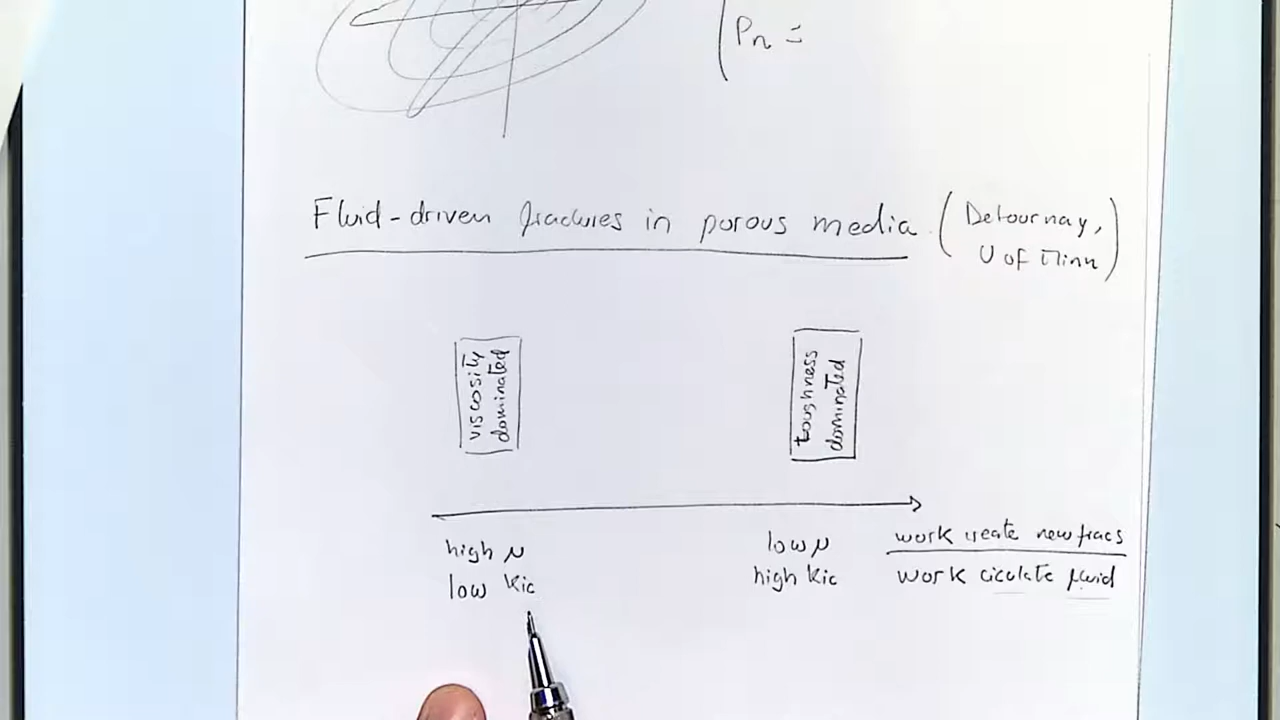 Pn =
Fluid-driven fractures in porous media. (Detournay,
U of Minn)
viscosity
dominated
toughness
dominated
high μ
low KIc
low μ
high KIc
work create new fracs
work ciculate fluid